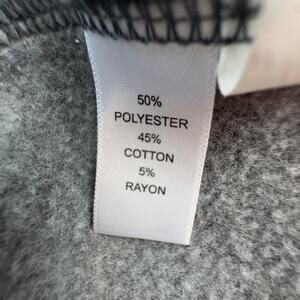 50%
POLYESTER
45%
COTTON
5%
RAYON